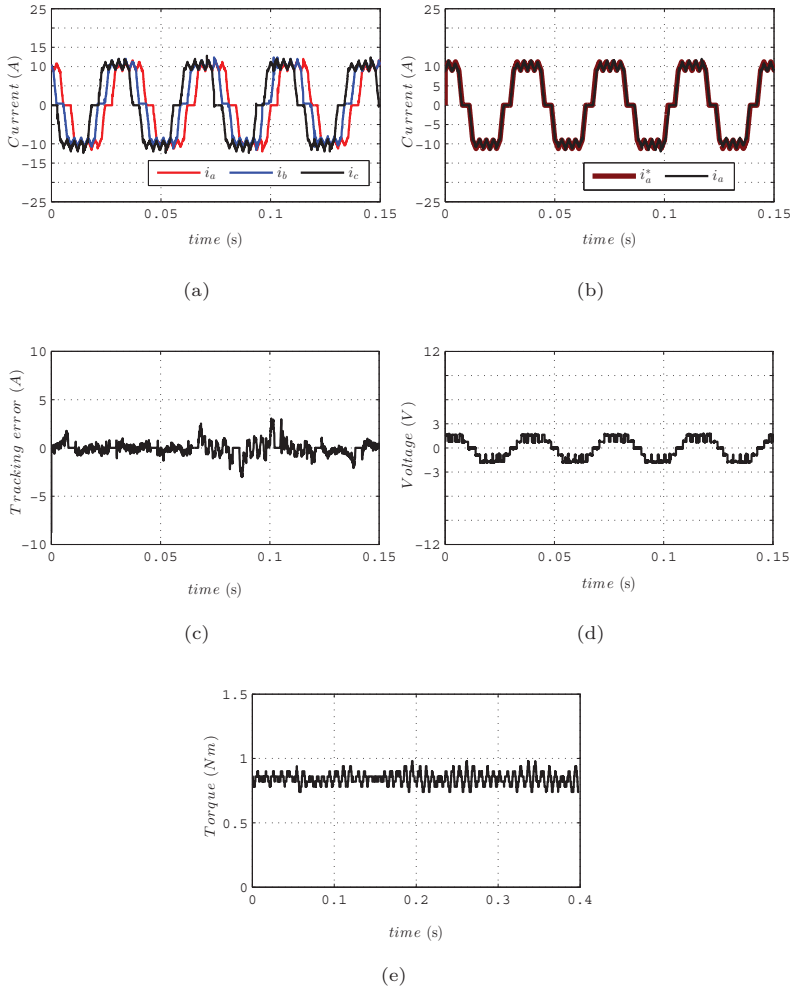 25
15
10
0
-10
-15
-25
Current (A)
i_a
i_b
i_c
0
0.05
0.1
0.15
time (s)
(a)
25
15
10
0
-10
-15
-25
Current (A)
i_a^*
i_a
0
0.05
0.1
0.15
time (s)
(b)
10
5
0
-5
-10
Tracking error (A)
0
0.05
0.1
0.15
time (s)
(c)
12
3
0
-3
-12
Voltage (V)
0
0.05
0.1
0.15
time (s)
(d)
1.5
1
0.5
0
Torque (Nm)
0
0.1
0.2
0.3
0.4
time (s)
(e)